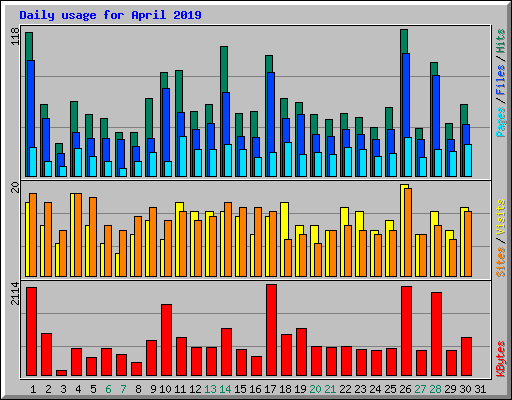 Daily usage for April 2019
118
Pages / Files / Hits
20
Sites / Visits
2114
KBytes
1 2 3 4 5 6 7 8 9 10 11 12 13 14 15 16 17 18 19 20 21 22 23 24 25 26 27 28 29 30 31